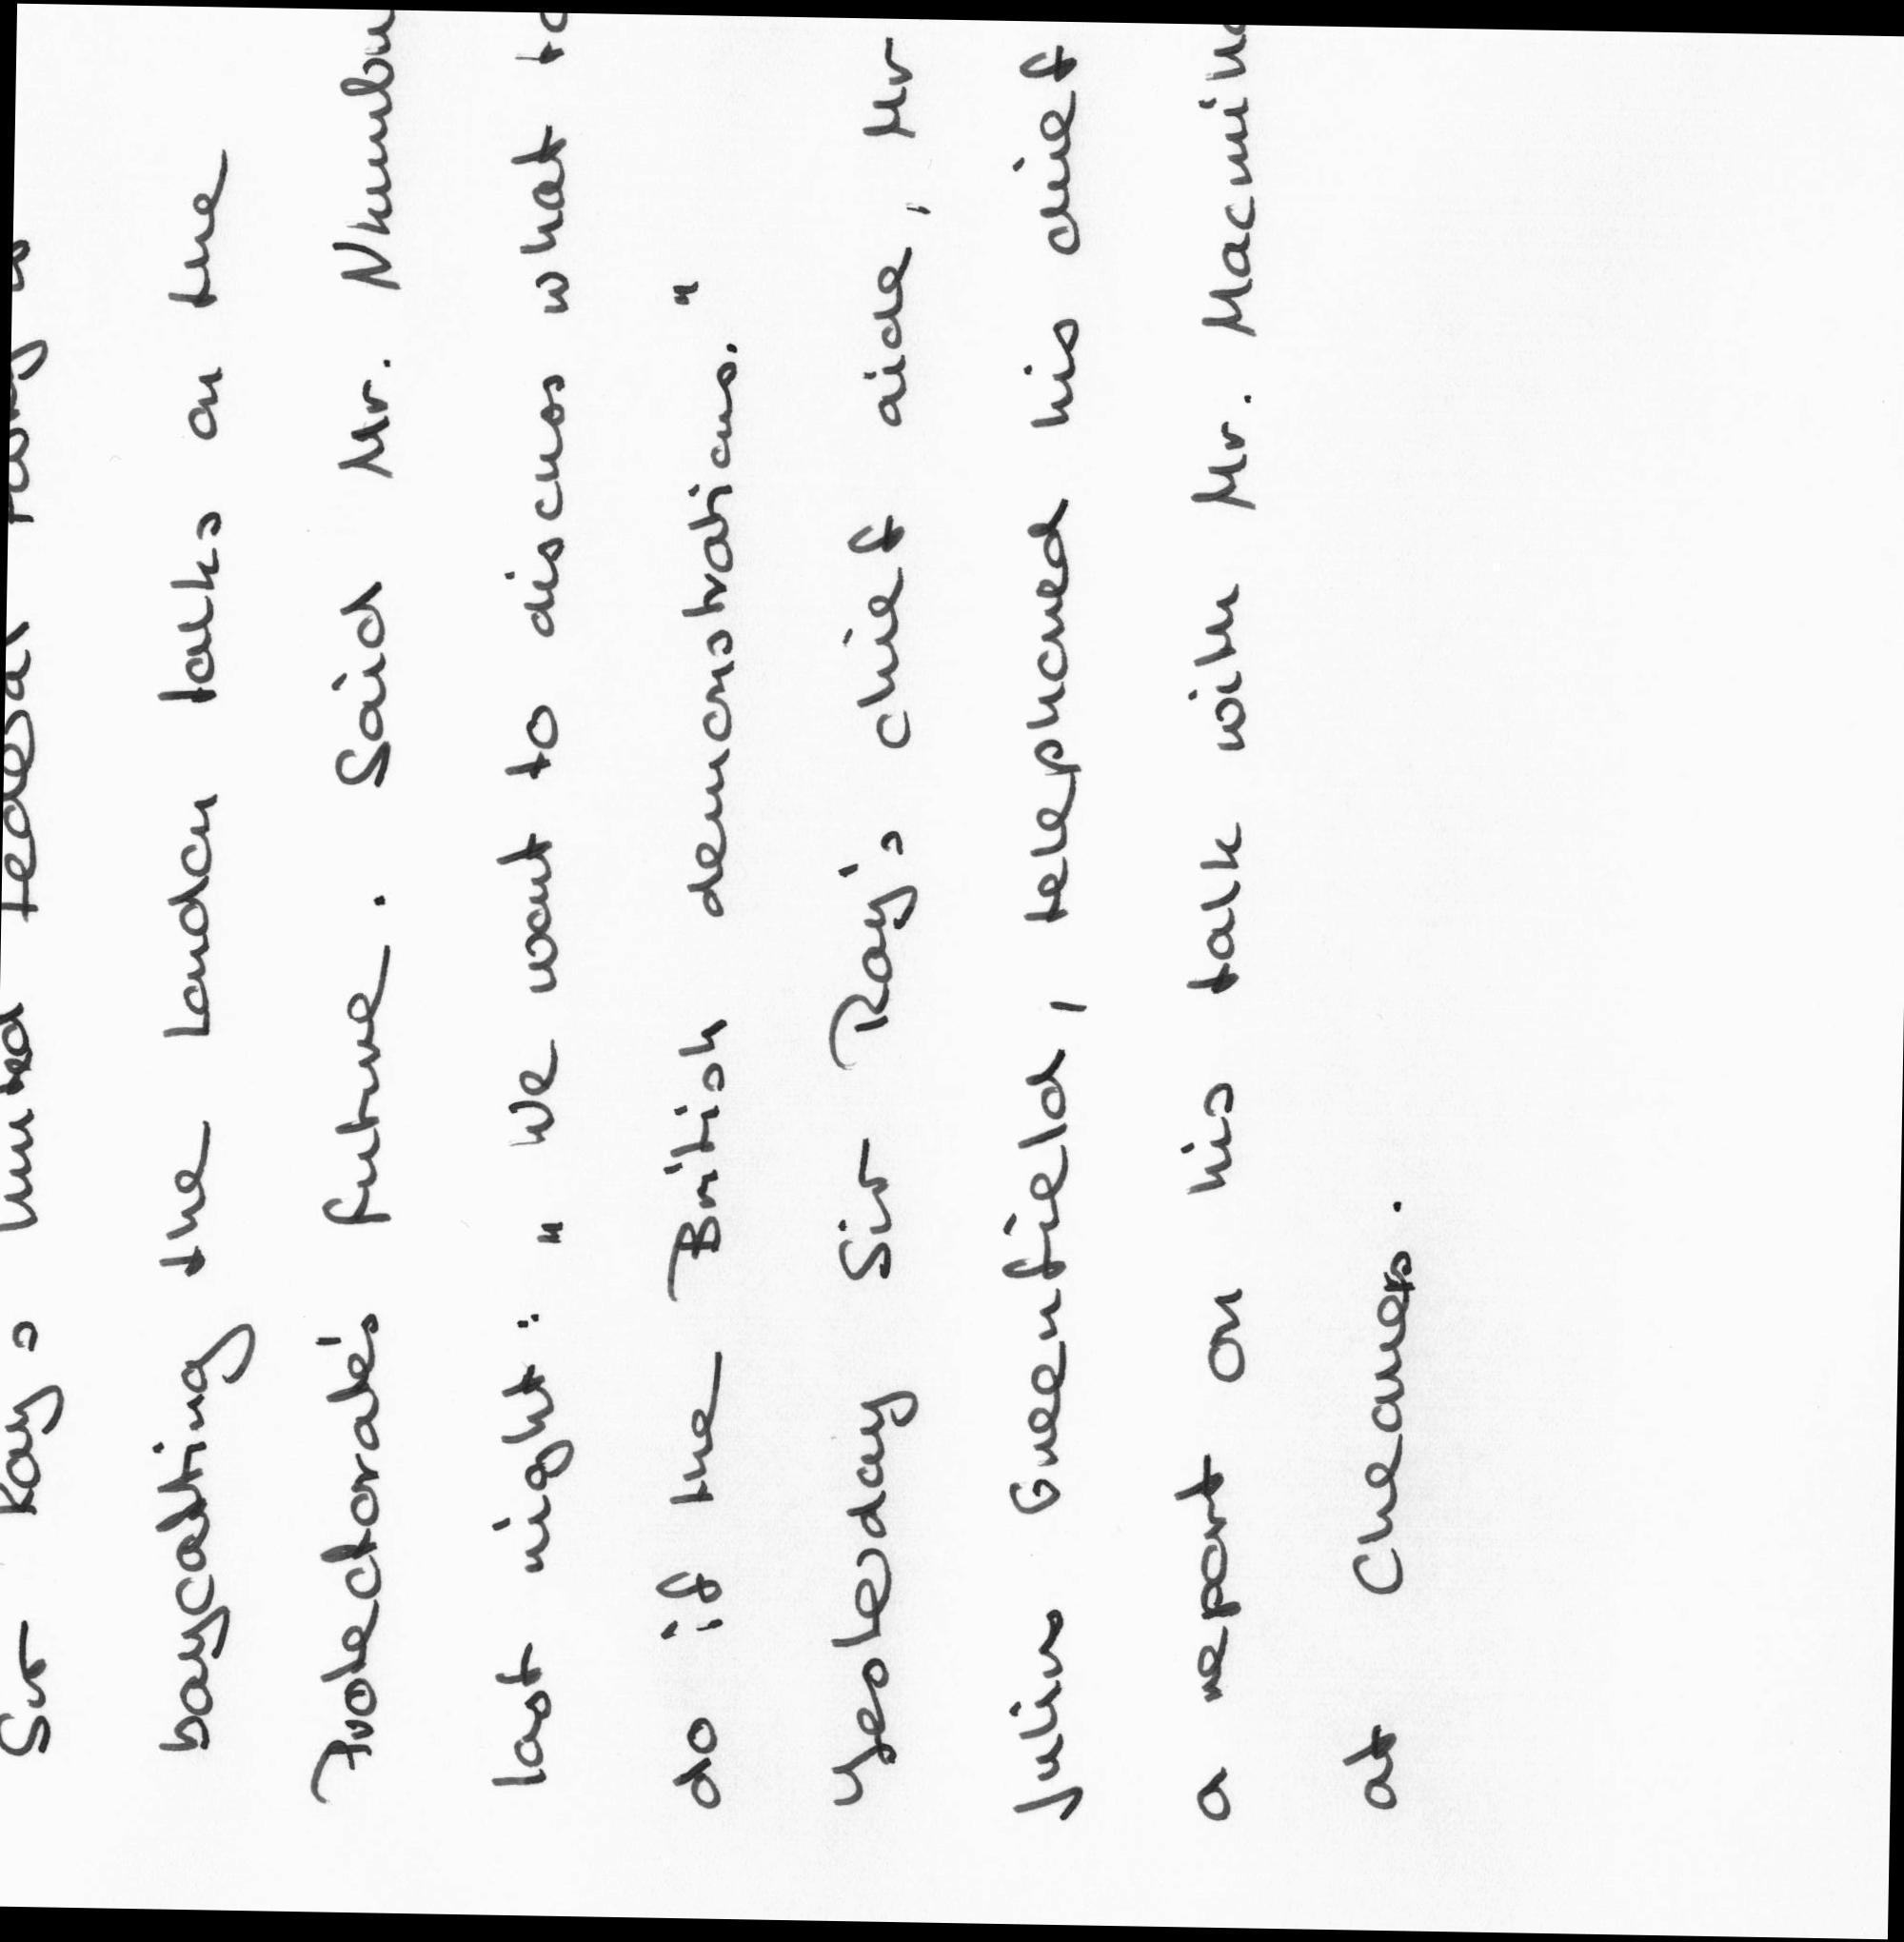 Sir Roy's United Federal Party is
boycotting the London talks on the
Protectorate's future. Said Mr. Nkumbu
last night: "We want to discuss what to
do if the British demonstrations."
Yesterday Sir Roy's chief aide, Mr
Julius Greenfield, telephoned his chief
a report on his talk with Mr. Macmilla
at Chequers.